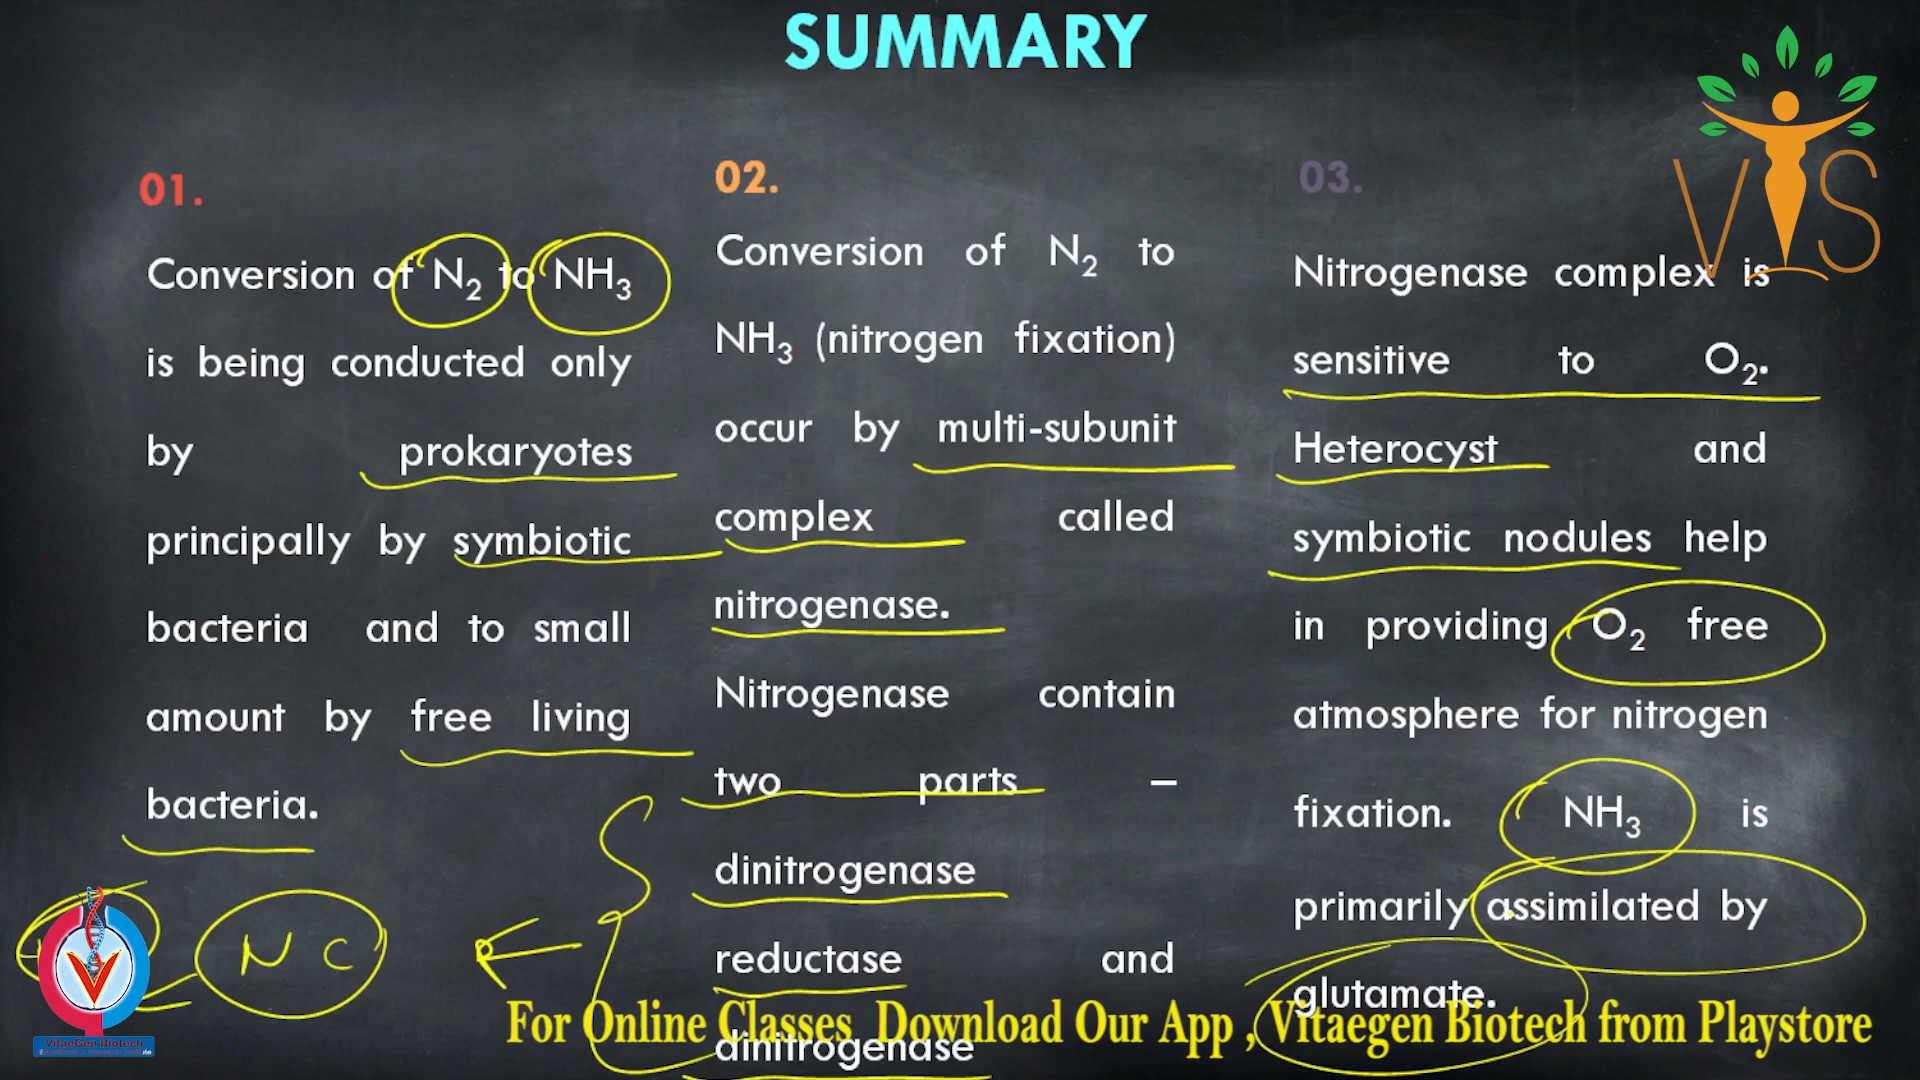 SUMMARY
01.
Conversion of N₂ to NH₃
is being conducted only
by prokaryotes
principally by symbiotic
bacteria and to small
amount by free living
bacteria.
N C
02.
Conversion of N₂ to
NH₃ (nitrogen fixation)
occur by multi-subunit
complex called
nitrogenase.
Nitrogenase contain
two parts –
dinitrogenase
reductase and
dinitrogenase
03.
Nitrogenase complex is
sensitive to O₂.
Heterocyst and
symbiotic nodules help
in providing O₂ free
atmosphere for nitrogen
fixation. NH₃ is
primarily assimilated by
glutamate.
V S
V
VitaeGen Biotech
For Online Classes Download Our App , Vitaegen Biotech from Playstore